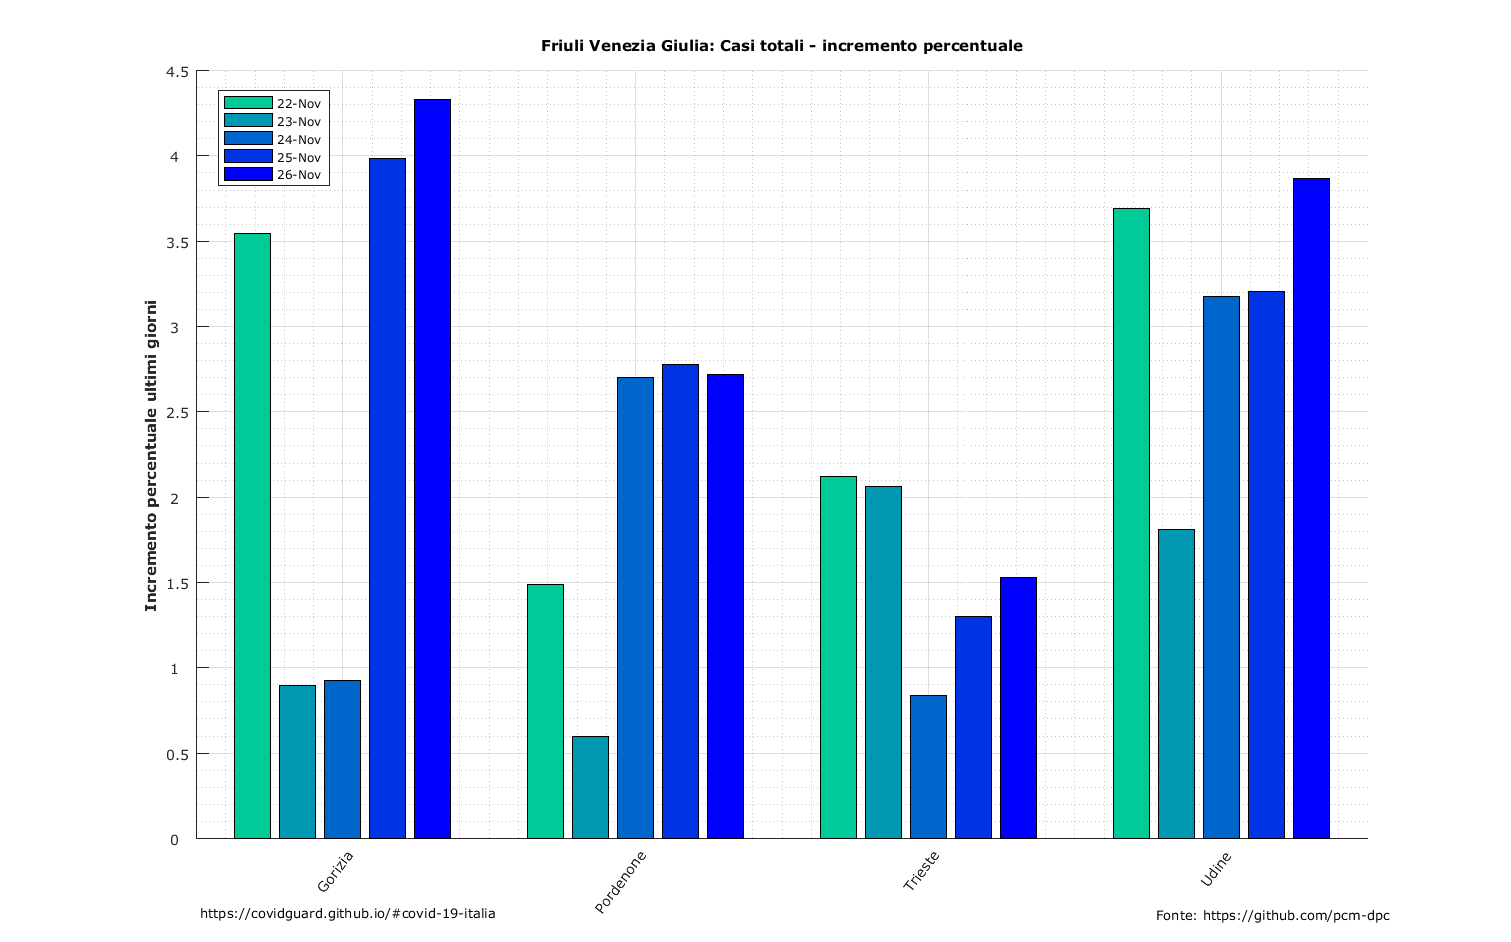 Friuli Venezia Giulia: Casi totali - incremento percentuale
4.5
4
3.5
3
2.5
2
1.5
1
0.5
0
Incremento percentuale ultimi giorni
22-Nov
23-Nov
24-Nov
25-Nov
26-Nov
Gorizia
Pordenone
Trieste
Udine
https://covidguard.github.io/#covid-19-italia
Fonte: https://github.com/pcm-dpc